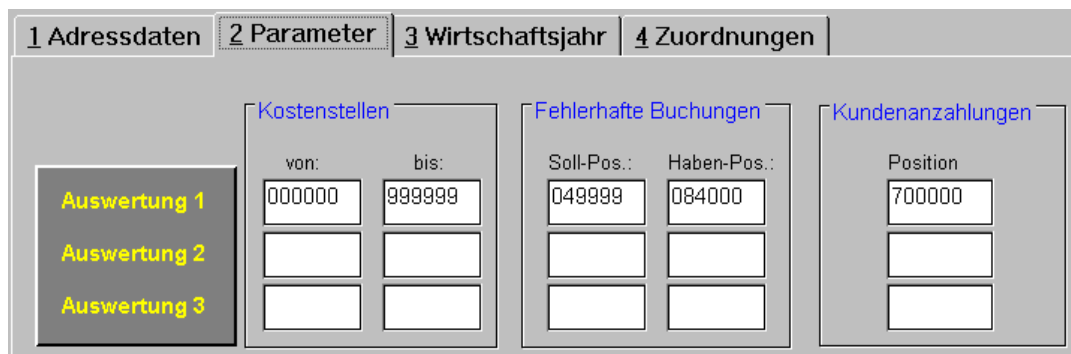 1 Adressdaten 2 Parameter 3 Wirtschaftsjahr 4 Zuordnungen
Kostenstellen Fehlerhafte Buchungen Kundenanzahlungen
von: bis: Soll-Pos.: Haben-Pos.: Position
Auswertung 1 000000 999999 049999 084000 700000
Auswertung 2
Auswertung 3